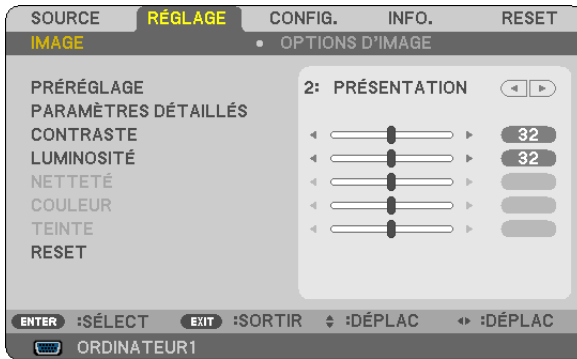 SOURCE RÉGLAGE CONFIG. INFO. RESET
IMAGE • OPTIONS D'IMAGE
PRÉRÉGLAGE 2: PRÉSENTATION
PARAMÈTRES DÉTAILLÉS
CONTRASTE 32
LUMINOSITÉ 32
NETTETÉ
COULEUR
TEINTE
RESET
ENTER :SÉLECT EXIT :SORTIR :DÉPLAC :DÉPLAC
ORDINATEUR1